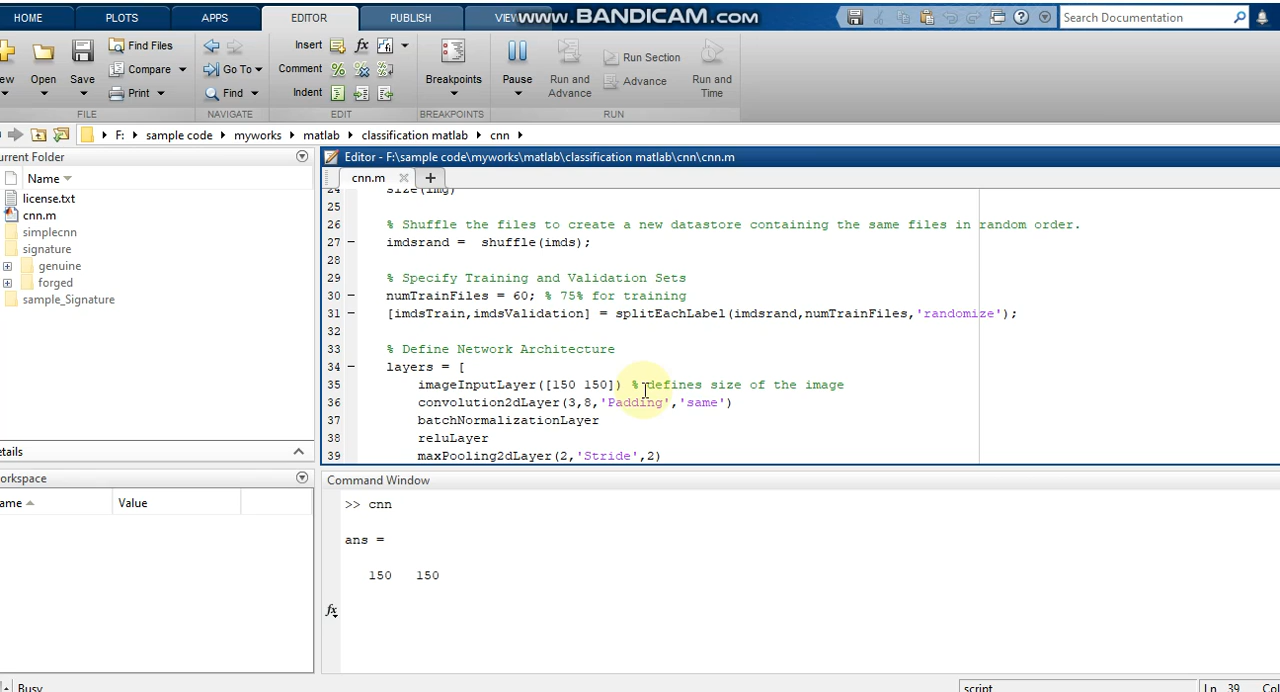 HOME PLOTS APPS EDITOR PUBLISH VIEW
www.BANDICAM.com
Search Documentation
Find Files
Insert
Compare
Go To
Comment
Breakpoints
Pause
Run and Advance
Run Section
Advance
Run and Time
Open
Save
Print
Find
Indent
FILE NAVIGATE EDIT BREAKPOINTS RUN
F: sample code myworks matlab classification matlab cnn
urrent Folder
Name
license.txt
cnn.m
simplecnn
signature
genuine
forged
sample_Signature
etails
orkspace
ame Value
Busy
Editor - F:\sample code\myworks\matlab\classification matlab\cnn\cnn.m
cnn.m
24 size(img)
25
26 % Shuffle the files to create a new datastore containing the same files in random order.
27 imdsrand = shuffle(imds);
28
29 % Specify Training and Validation Sets
30 numTrainFiles = 60; % 75% for training
31 [imdsTrain,imdsValidation] = splitEachLabel(imdsrand,numTrainFiles,'randomize');
32
33 % Define Network Architecture
34 layers = [
35 imageInputLayer([150 150]) % defines size of the image
36 convolution2dLayer(3,8,'Padding','same')
37 batchNormalizationLayer
38 reluLayer
39 maxPooling2dLayer(2,'Stride',2)
Command Window
>> cnn
ans =
150 150
fx
script
Ln 39 Col